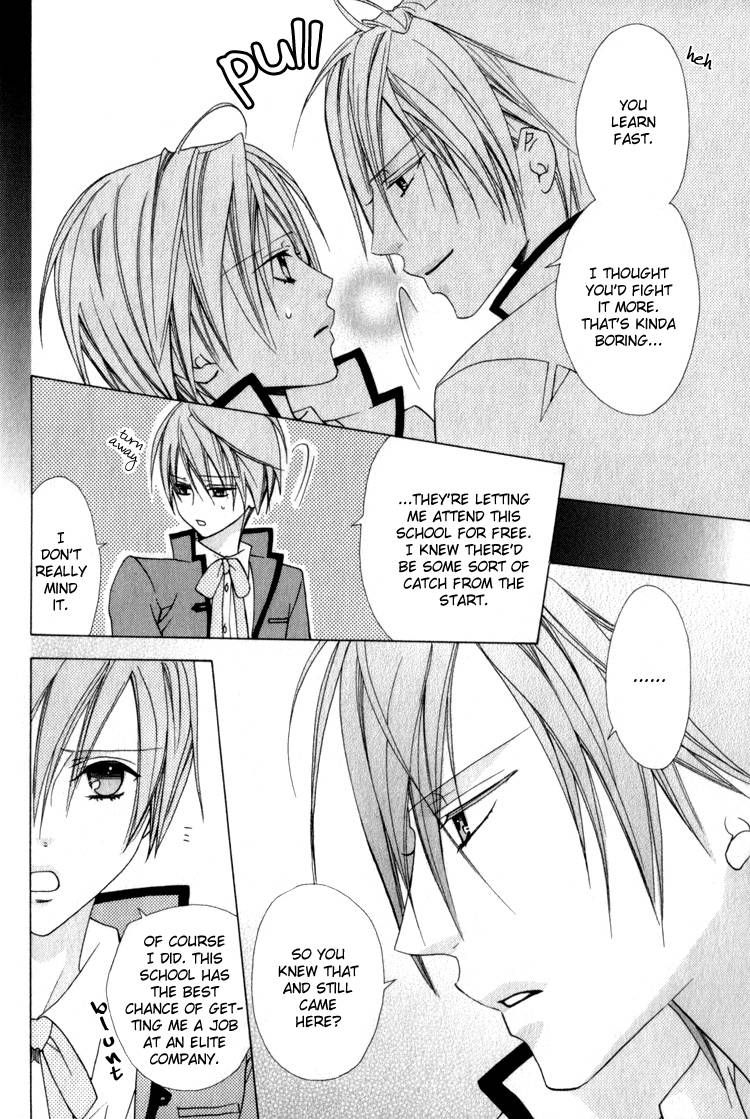 heh
pull
YOU
LEARN
FAST.
I THOUGHT
YOU'D FIGHT
IT MORE.
THAT'S KINDA
BORING...
...THEY'RE LETTING
ME ATTEND THIS
SCHOOL FOR FREE.
I KNEW THERE'D
BE SOME SORT OF
CATCH FROM THE
START.
turn
away
I
DON'T
REALLY
MIND
IT.
......
SO YOU
KNEW THAT
AND STILL
CAME
HERE?
OF COURSE
I DID. THIS
SCHOOL HAS
THE BEST
CHANCE OF GET-
TING ME A JOB
AT AN ELITE
COMPANY.
blunt